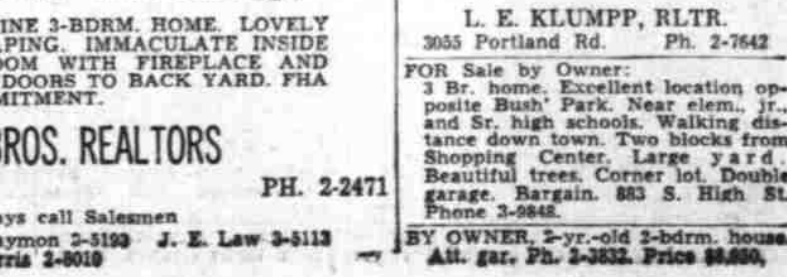 INE 3-BDRM. HOME. LOVELY
APING. IMMACULATE INSIDE
OOM WITH FIREPLACE AND
DOORS TO BACK YARD. FHA
MITMENT.
BROS. REALTORS
PH. 2-2471
ays call Salesmen
aymon 2-5193 J. E. Law 3-5113
rris 2-8010
L. E. KLUMPP, RLTR.
3055 Portland Rd. Ph. 2-7642
FOR Sale by Owner:
3 Br. home. Excellent location op-
posite Bush' Park. Near elem., jr.,
and Sr. high schools. Walking dis-
tance down town. Two blocks from
Shopping Center. Large yard.
Beautiful trees. Corner lot. Double
garage. Bargain. 883 S. High St.
Phone 3-9848.
BY OWNER, 2-yr.-old 2-bdrm. house.
Att. gar. Ph. 2-3832. Price